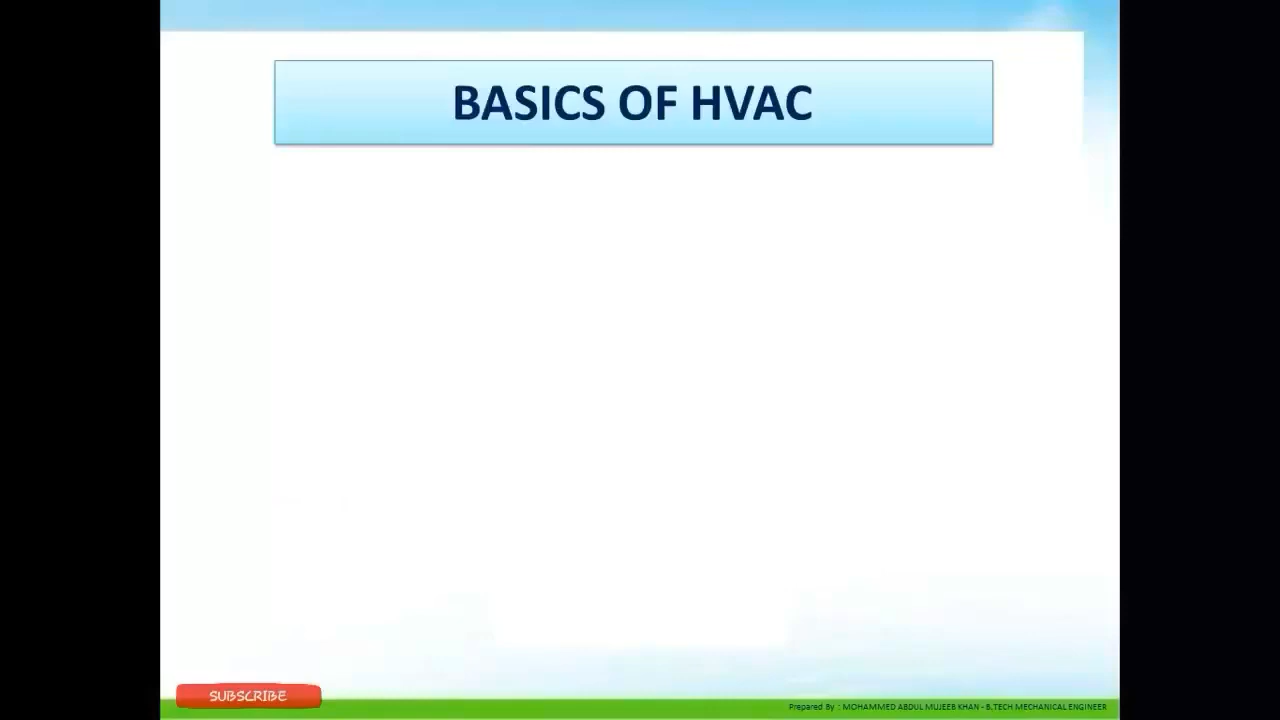 BASICS OF HVAC
SUBSCRIBE
Prepared By : MOHAMMED ABDUL MUJEEB KHAN - B.TECH MECHANICAL ENGINEER